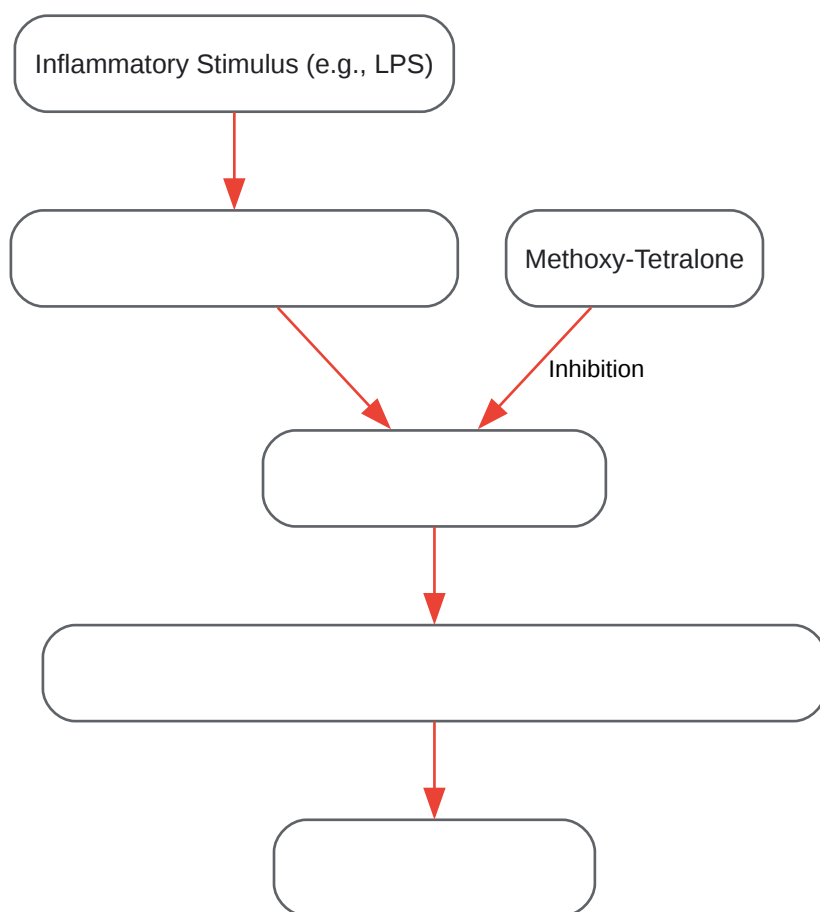 Inflammatory Stimulus (e.g., LPS)
Methoxy-Tetralone
Inhibition